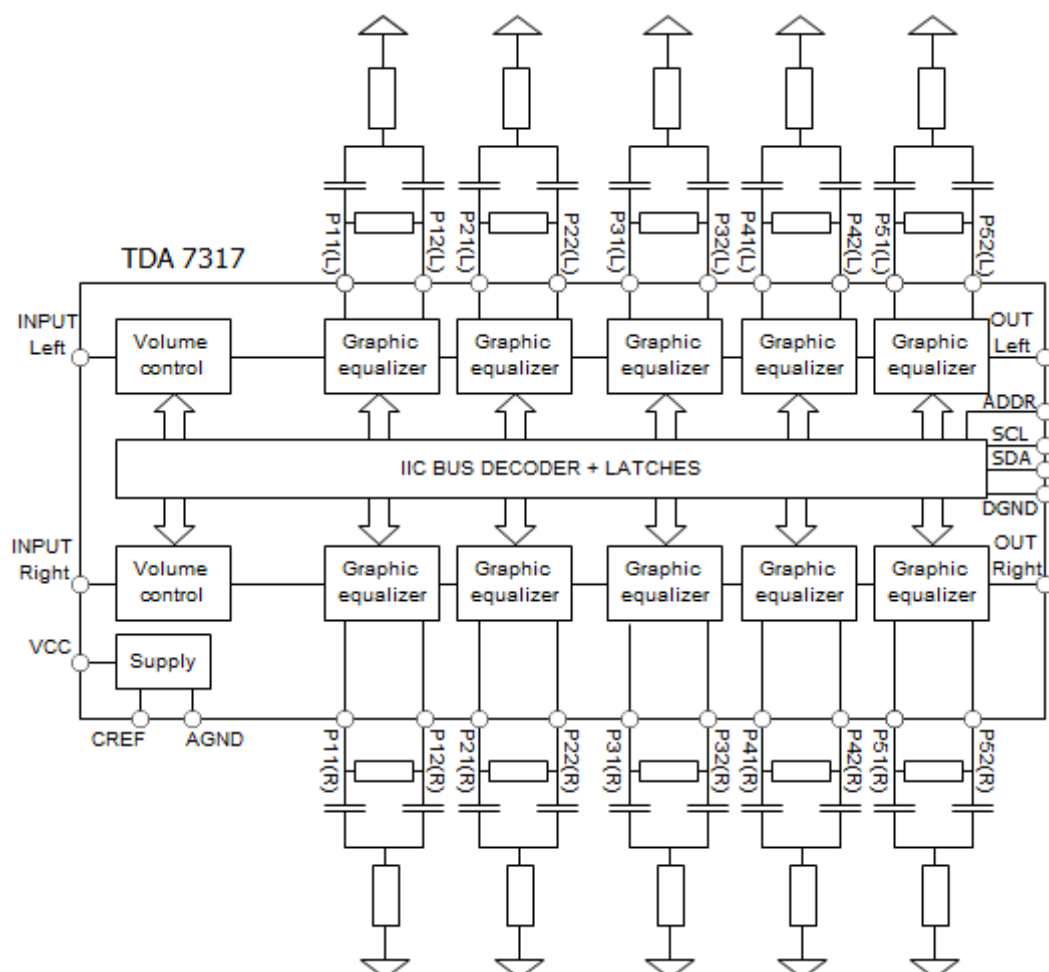 P11(L)
P12(L)
P21(L)
P22(L)
P31(L)
P32(L)
P41(L)
P42(L)
P51(L)
P52(L)
TDA 7317
INPUT
Left
Volume
control
Graphic
equalizer
Graphic
equalizer
Graphic
equalizer
Graphic
equalizer
Graphic
equalizer
OUT
Left
ADDR
SCL
SDA
DGND
IIC BUS DECODER + LATCHES
INPUT
Right
Volume
control
Graphic
equalizer
Graphic
equalizer
Graphic
equalizer
Graphic
equalizer
Graphic
equalizer
OUT
Right
VCC
Supply
CREF
AGND
P11(R)
P12(R)
P21(R)
P22(R)
P31(R)
P32(R)
P41(R)
P42(R)
P51(R)
P52(R)